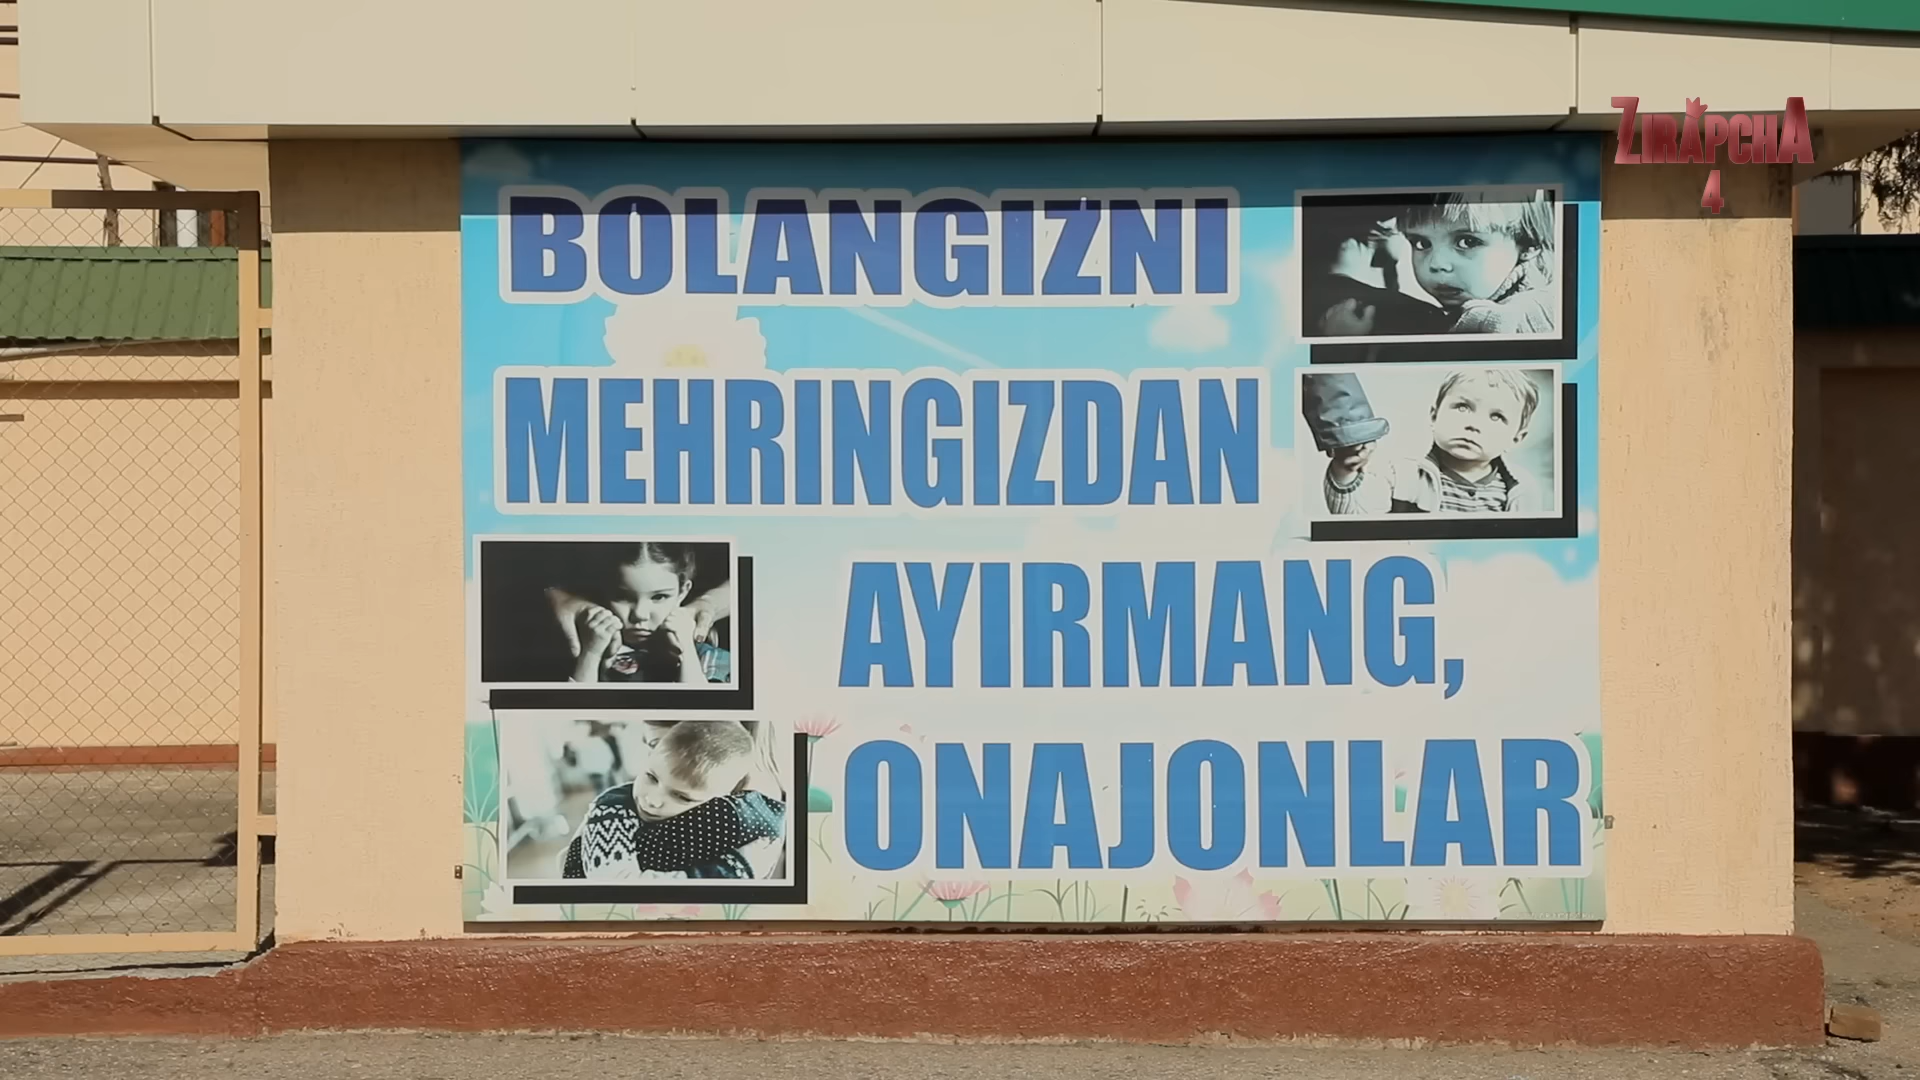 ZIRAPCHA
4
BOLANGIZNI
MEHRINGIZDAN
AYIRMANG,
ONAJONLAR